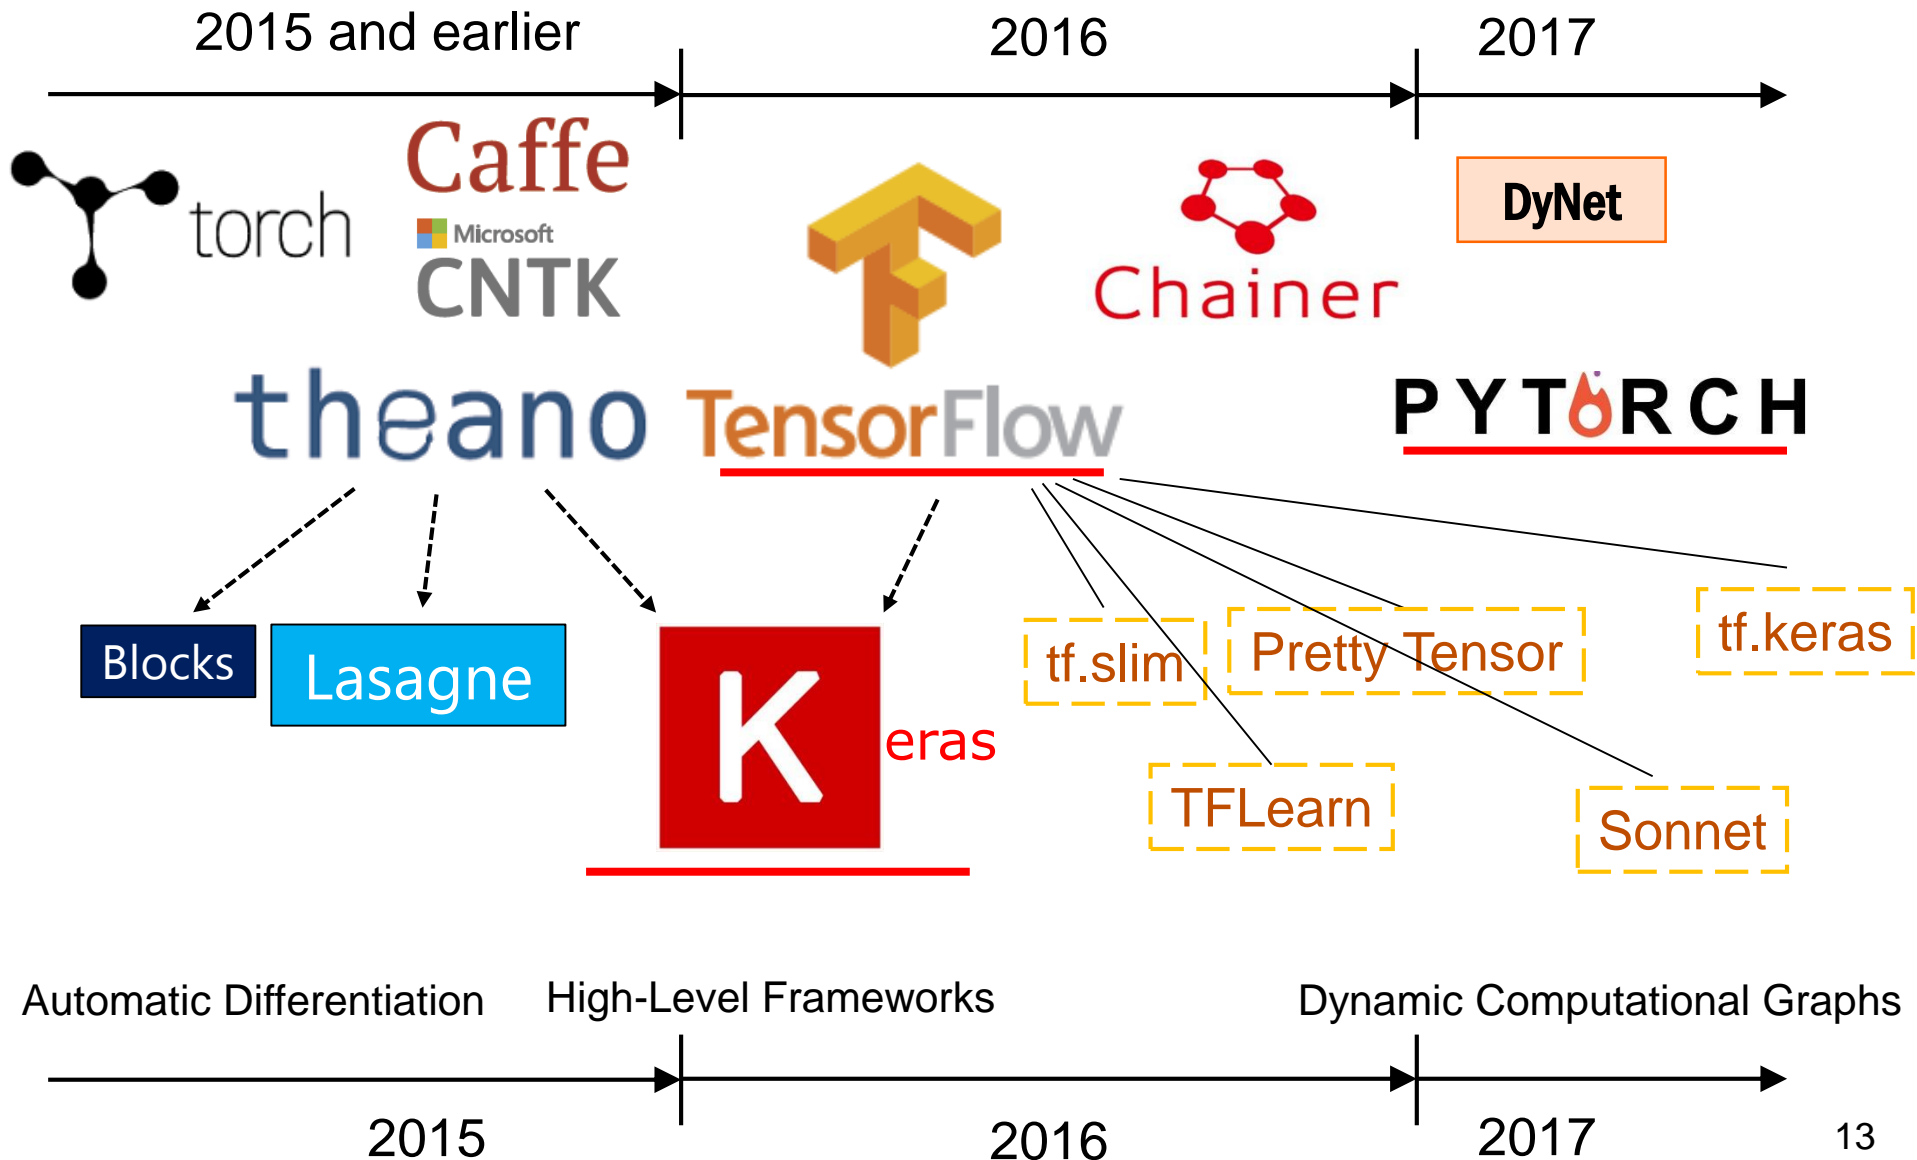 2015 and earlier
2016
2017
torch
Caffe
Microsoft
CNTK
theano
TensorFlow
Chainer
DyNet
PYTORCH
Blocks
Lasagne
K
eras
tf.slim
Pretty Tensor
tf.keras
TFLearn
Sonnet
Automatic Differentiation
High-Level Frameworks
Dynamic Computational Graphs
2015
2016
2017
13